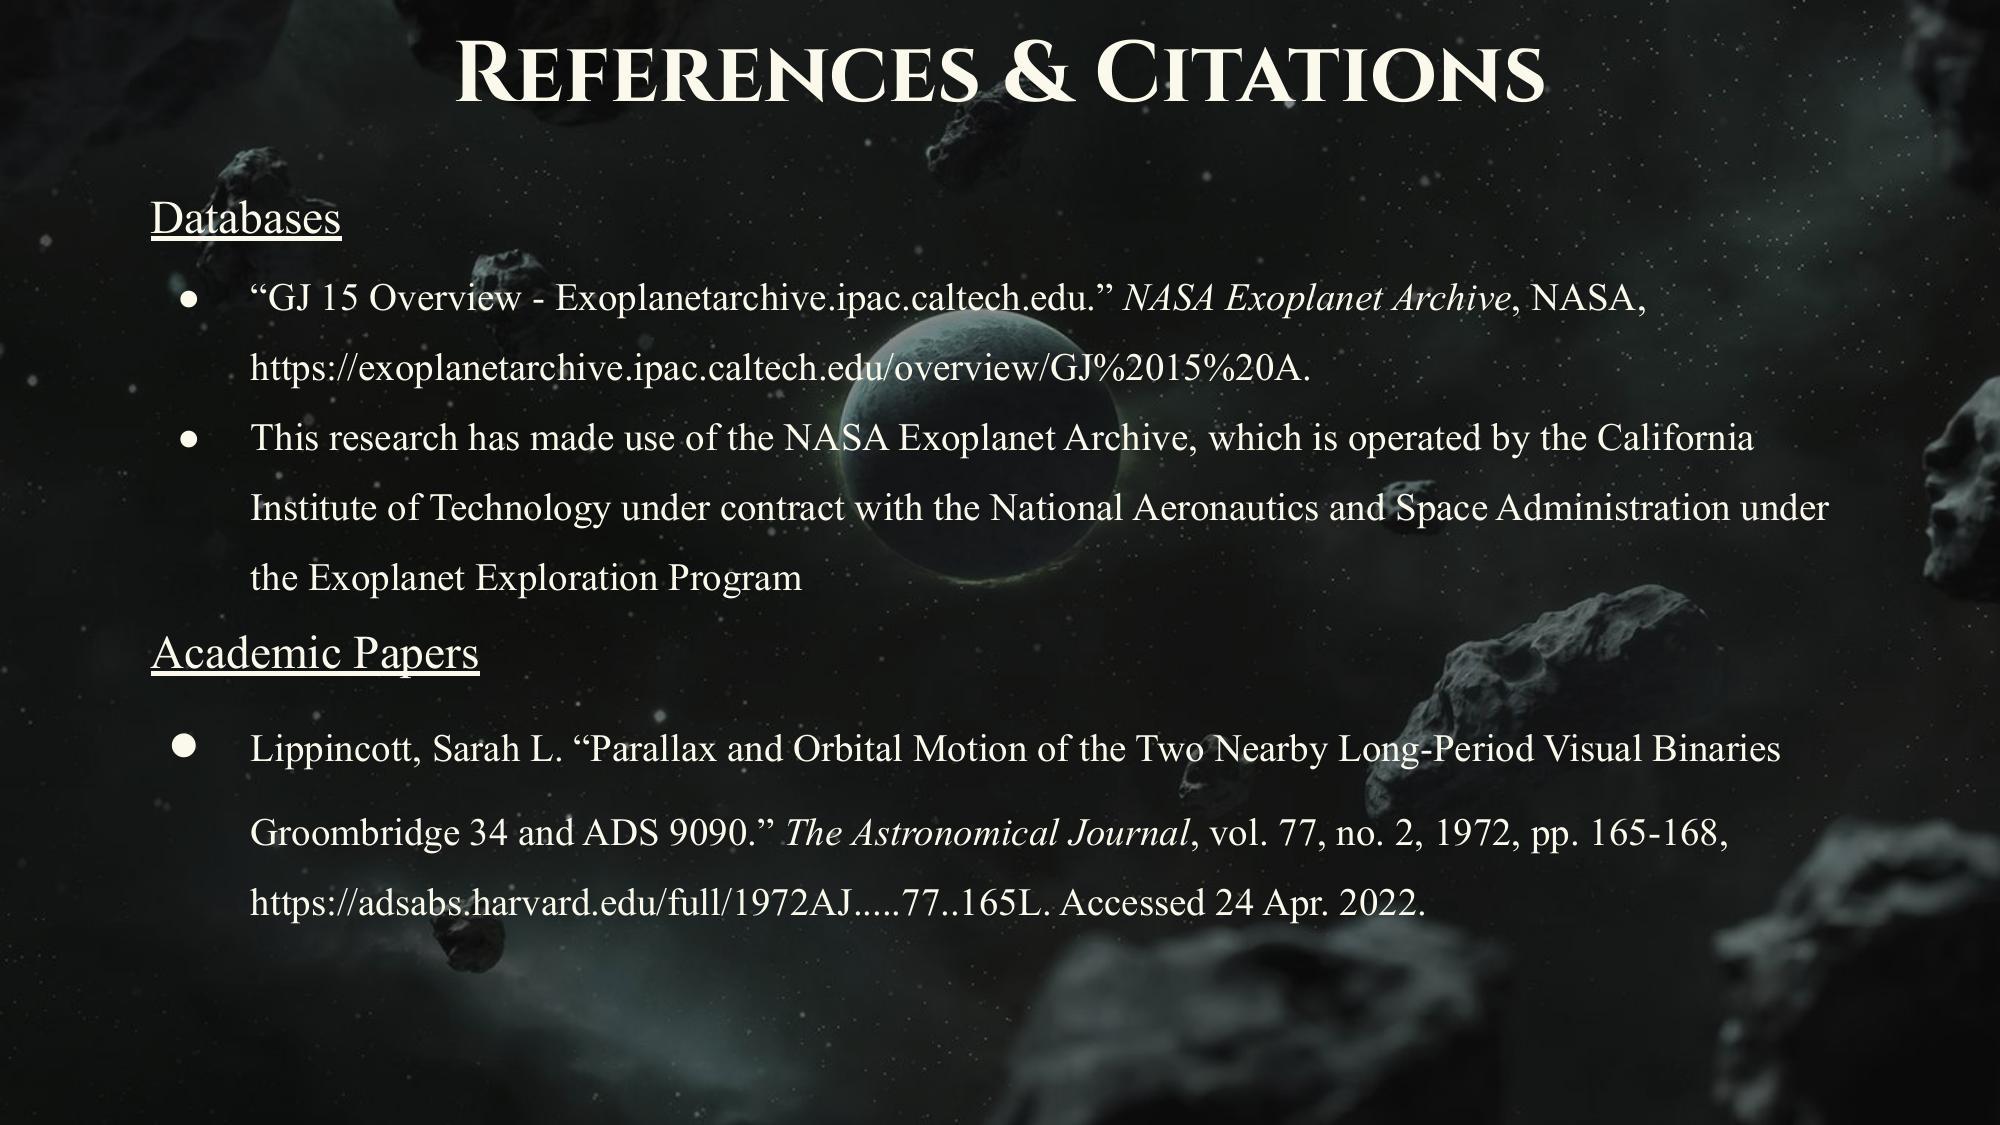 References & Citations
Databases
● “GJ 15 Overview - Exoplanetarchive.ipac.caltech.edu.” NASA Exoplanet Archive, NASA,
https://exoplanetarchive.ipac.caltech.edu/overview/GJ%2015%20A.
● This research has made use of the NASA Exoplanet Archive, which is operated by the California
Institute of Technology under contract with the National Aeronautics and Space Administration under
the Exoplanet Exploration Program
Academic Papers
● Lippincott, Sarah L. “Parallax and Orbital Motion of the Two Nearby Long-Period Visual Binaries
Groombridge 34 and ADS 9090.” The Astronomical Journal, vol. 77, no. 2, 1972, pp. 165-168,
https://adsabs.harvard.edu/full/1972AJ.....77..165L. Accessed 24 Apr. 2022.